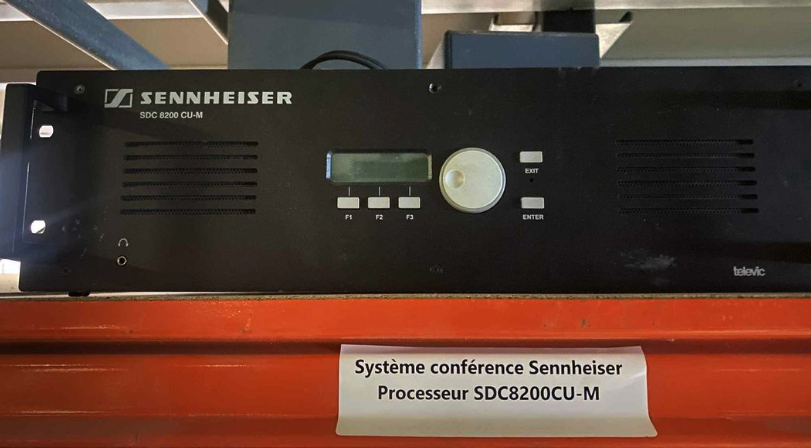 SENNHEISER
SDC 8200 CU-M
EXIT
F1 F2 F3
ENTER
televic
Système conférence Sennheiser
Processeur SDC8200CU-M